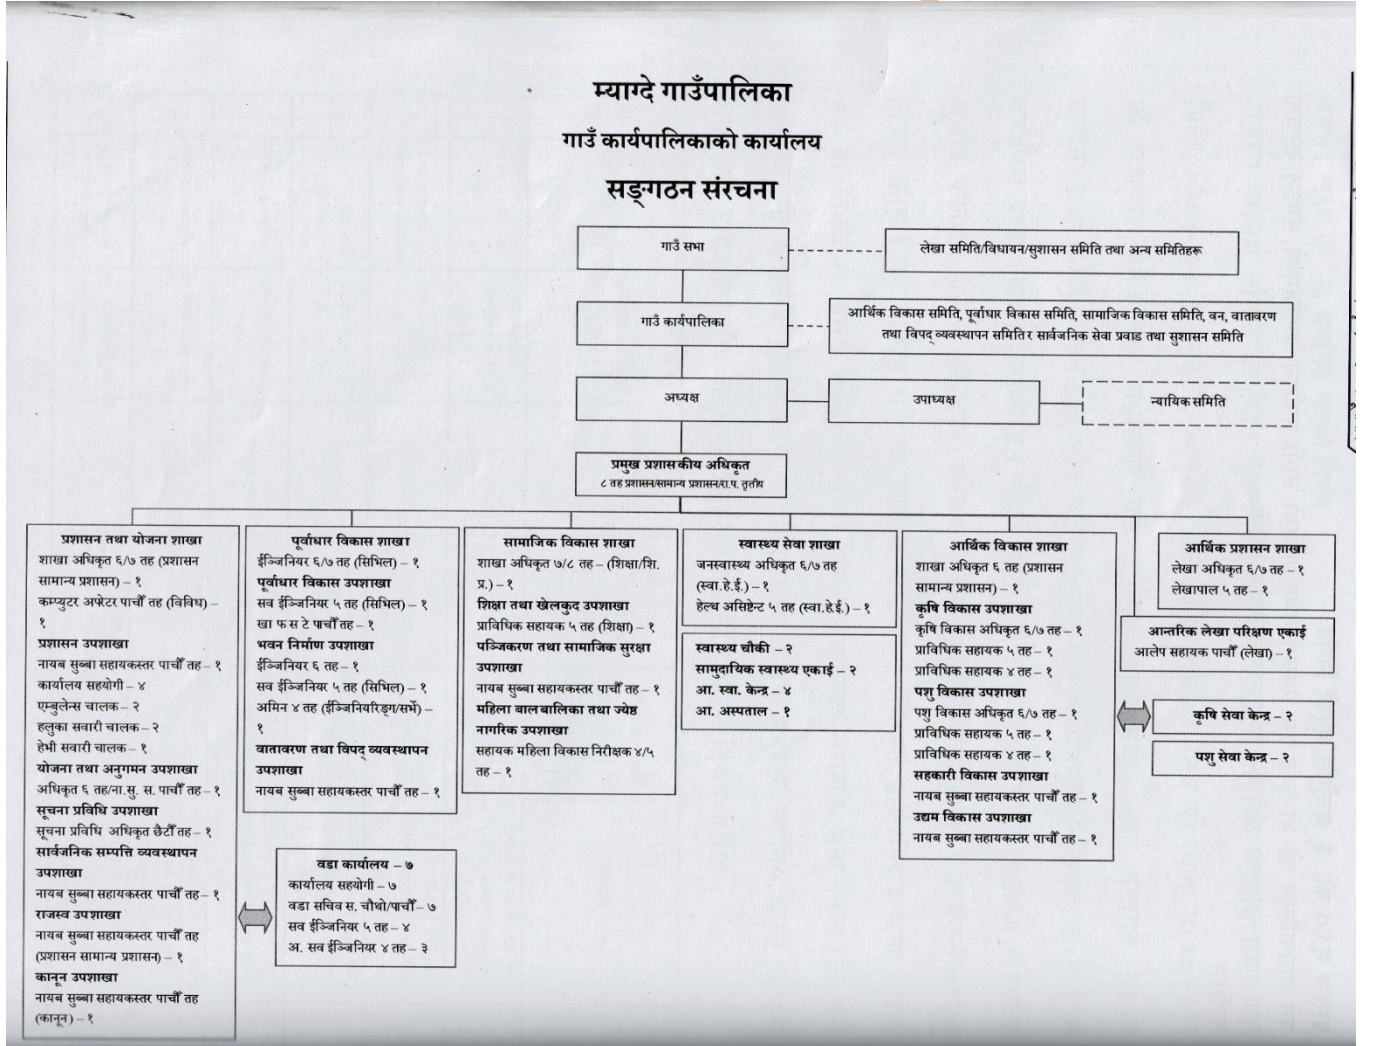 म्याग्दे गाउँपालिका
गाउँ कार्यपालिकाको कार्यालय
सङ्गठन संरचना
गाउँ सभा
लेखा समिति/विधायन/सुशासन समिति तथा अन्य समितिहरू
गाउँ कार्यपालिका
आर्थिक विकास समिति, पूर्वाधार विकास समिति, सामाजिक विकास समिति, वन, वातावरण
तथा विपद् व्यवस्थापन समिति र सार्वजनिक सेवा प्रवाड तथा सुशासन समिति
अध्यक्ष
उपाध्यक्ष
न्यायिक समिति
प्रमुख प्रशासकीय अधिकृत
८ तह प्रशासन/सामान्य प्रशासन/रा.प. तृतीय
प्रशासन तथा योजना शाखा
शाखा अधिकृत ६/७ तह (प्रशासन
सामान्य प्रशासन) – १
कम्प्युटर अपरेटर पाचौँ तह (विविध) –
१
प्रशासन उपशाखा
नायब सुब्बा सहायकस्तर पाचौँ तह – १
कार्यालय सहयोगी – ४
एम्बुलेन्स चालक – २
हलुका सवारी चालक – २
हेभी सवारी चालक – १
योजना तथा अनुगमन उपशाखा
अधिकृत ६ तह/ना.सु. स. पाचौँ तह – १
सूचना प्रविधि उपशाखा
सूचना प्रविधि अधिकृत छैटौँ तह – १
सार्वजनिक सम्पत्ति व्यवस्थापन
उपशाखा
नायब सुब्बा सहायकस्तर पाचौँ तह – १
राजस्व उपशाखा
नायब सुब्बा सहायकस्तर पाचौँ तह
(प्रशासन सामान्य प्रशासन) – १
कानून उपशाखा
नायब सुब्बा सहायकस्तर पाचौँ तह
(कानून) – १
पूर्वाधार विकास शाखा
ईञ्जिनियर ६/७ तह (सिभिल) – १
पूर्वाधार विकास उपशाखा
सव ईञ्जिनियर ५ तह (सिभिल) – १
खा फ स टे पाचौँ तह – १
भवन निर्माण उपशाखा
ईञ्जिनियर ६ तह – १
सव ईञ्जिनियर ५ तह (सिभिल) – १
अमिन ४ तह (ईञ्जिनियरिङ्ग/सर्भे) –
१
वातावरण तथा विपद् व्यवस्थापन
उपशाखा
नायब सुब्बा सहायकस्तर पाचौँ तह – १
वडा कार्यालय – ७
कार्यालय सहयोगी – ७
वडा सचिव स. चौथो/पाचौँ – ७
सव ईञ्जिनियर ५ तह – ४
अ. सव ईञ्जिनियर ४ तह – ३
सामाजिक विकास शाखा
शाखा अधिकृत ७/८ तह – (शिक्षा/शि.
प्र.) – १
शिक्षा तथा खेलकुद उपशाखा
प्राविधिक सहायक ५ तह (शिक्षा) – १
पञ्जिकरण तथा सामाजिक सुरक्षा
उपशाखा
नायब सुब्बा सहायकस्तर पाचौँ तह – १
महिला बालबालिका तथा ज्येष्ठ
नागरिक उपशाखा
सहायक महिला विकास निरीक्षक ४/५
तह – १
स्वास्थ्य सेवा शाखा
जनस्वास्थ्य अधिकृत ६/७ तह
(स्वा.हे.ई.) – १
हेल्थ असिष्टेन्ट ५ तह (स्वा.हे.ई.) – १
स्वास्थ्य चौकी – २
सामुदायिक स्वास्थ्य एकाई – २
आ. स्वा. केन्द्र – ४
आ. अस्पताल – १
आर्थिक विकास शाखा
शाखा अधिकृत ६ तह (प्रशासन
सामान्य प्रशासन) – १
कृषि विकास उपशाखा
कृषि विकास अधिकृत ६/७ तह – १
प्राविधिक सहायक ५ तह – १
प्राविधिक सहायक ४ तह – १
पशु विकास उपशाखा
पशु विकास अधिकृत ६/७ तह – १
प्राविधिक सहायक ५ तह – १
प्राविधिक सहायक ४ तह – १
सहकारी विकास उपशाखा
नायब सुब्बा सहायकस्तर पाचौँ तह – १
उद्यम विकास उपशाखा
नायब सुब्बा सहायकस्तर पाचौँ तह – १
आर्थिक प्रशासन शाखा
लेखा अधिकृत ६/७ तह – १
लेखापाल ५ तह – १
आन्तरिक लेखा परिक्षण एकाई
आलेप सहायक पाचौँ (लेखा) – १
कृषि सेवा केन्द्र – २
पशु सेवा केन्द्र – २